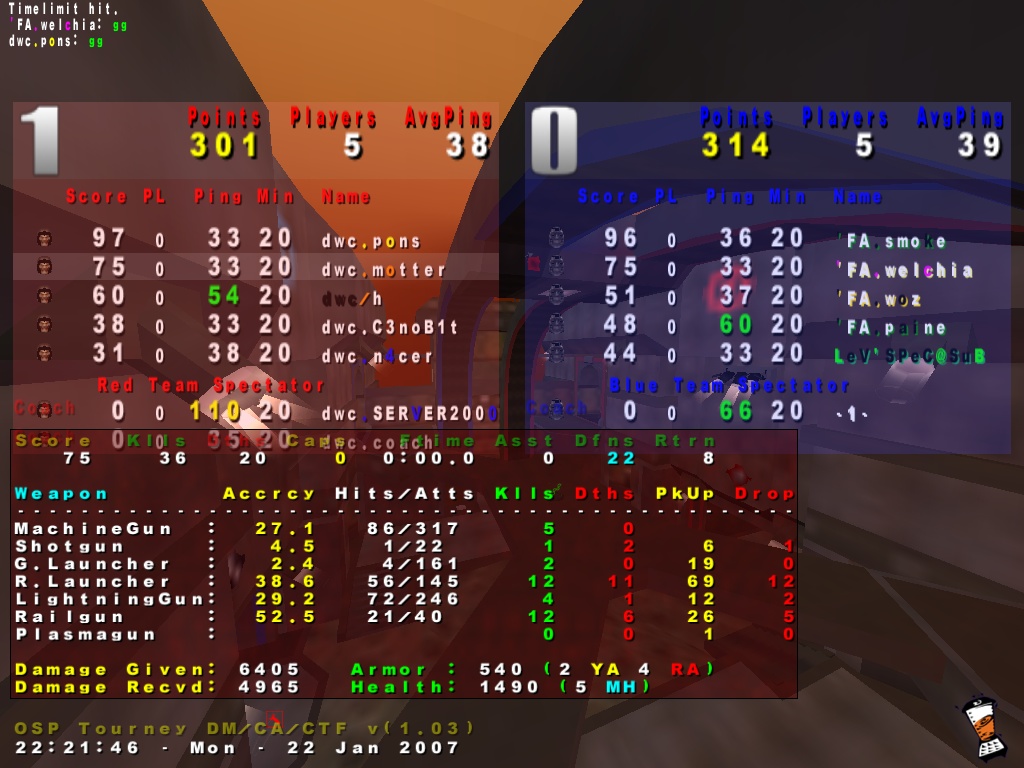 Timelimit hit.
'FA.welchia: gg
dwc.pons: gg
1 Points Players AvgPing
301 5 38
Score PL Ping Min Name
97 0 33 20 dwc.pons
75 0 33 20 dwc.motter
60 0 54 20 dwc/h
38 0 33 20 dwc.C3noB1t
31 0 38 20 dwc.n4cer
Red Team Spectator
Coach 0 0 110 20 dwc.SERVER2000
0 35 20 dwc.coach
0 Points Players AvgPing
314 5 39
Score PL Ping Min Name
96 0 36 20 'FA.smoke
75 0 33 20 'FA.welchia
51 0 37 20 'FA.woz
48 0 60 20 'FA.paine
44 0 33 20 LeV'SPeC@SuB
Blue Team Spectator
Coach 0 0 66 20 -1-
Score Klls Caps Ftime Asst Dfns Rtrn
75 36 20 0 0:00.0 0 22 8
Weapon Accrcy Hits/Atts Klls Dths PkUp Drop
MachineGun : 27.1 86/317 5 0
Shotgun : 4.5 1/22 1 2 6 1
G.Launcher : 2.4 4/161 2 0 19 0
R.Launcher : 38.6 56/145 12 11 69 12
LightningGun: 29.2 72/246 4 1 12 2
Railgun : 52.5 21/40 12 6 26 5
Plasmagun : 0 0 1 0
Damage Given: 6405 Armor : 540 (2 YA 4 RA)
Damage Recvd: 4965 Health: 1490 (5 MH)
OSP Tourney DM/CA/CTF v(1.03)
22:21:46 - Mon - 22 Jan 2007